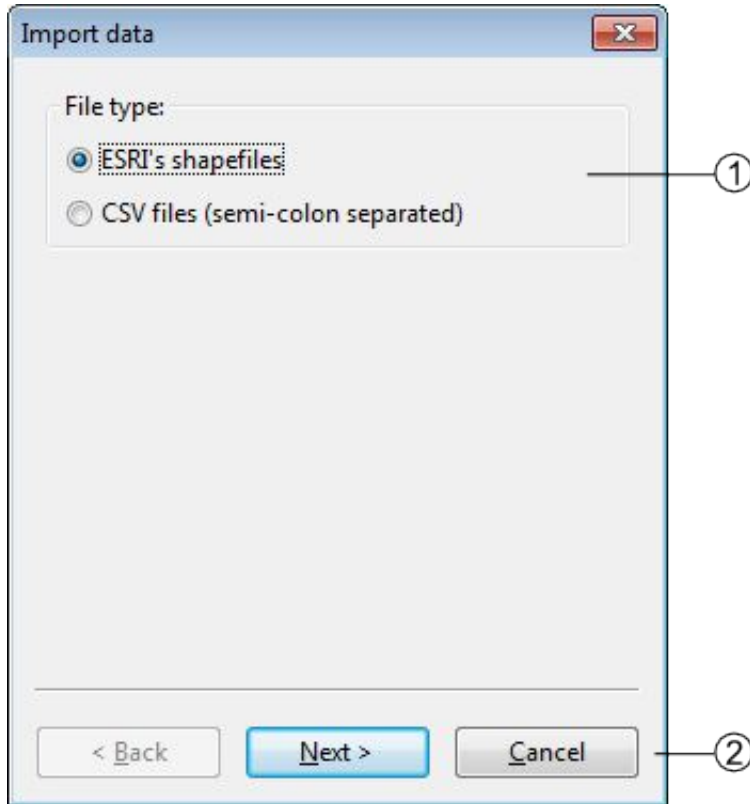 Import data
File type:
ESRI's shapefiles
1
CSV files (semi-colon separated)
< Back Next > Cancel
2